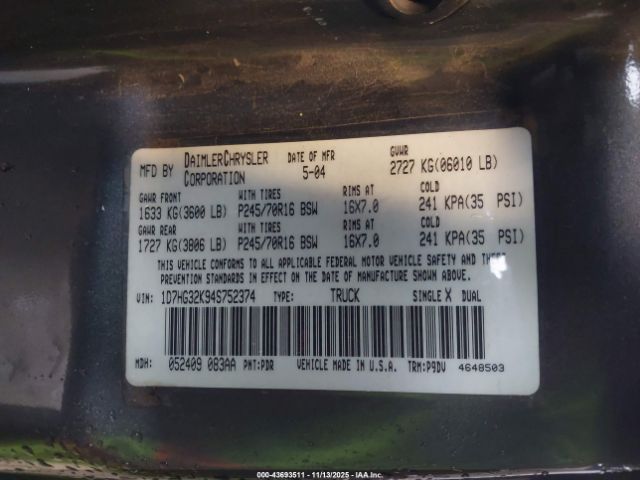 MFD BY DAIMLERCHRYSLER CORPORATION DATE OF MFR 5-04 GVWR 2727 KG(06010 LB)
GAWR FRONT WITH TIRES RIMS AT COLD
1633 KG(3600 LB) P245/70R16 BSW 16X7.0 241 KPA(35 PSI)
GAWR REAR WITH TIRES RIMS AT COLD
1727 KG(3806 LB) P245/70R16 BSW 16X7.0 241 KPA(35 PSI)
THIS VEHICLE CONFORMS TO ALL APPLICABLE FEDERAL MOTOR VEHICLE SAFETY AND THEFT
PREVENTION STANDARDS IN EFFECT ON THE DATE OF MANUFACTURE SHOWN ABOVE.
VIN: 1D7HG32K94S752374 TYPE: TRUCK SINGLE X DUAL
MDH: 052409 083AA PNT:PDR VEHICLE MADE IN U.S.A. TRM:P9DV 4648503
000-43693511 - 11/13/2025 - IAA Inc.